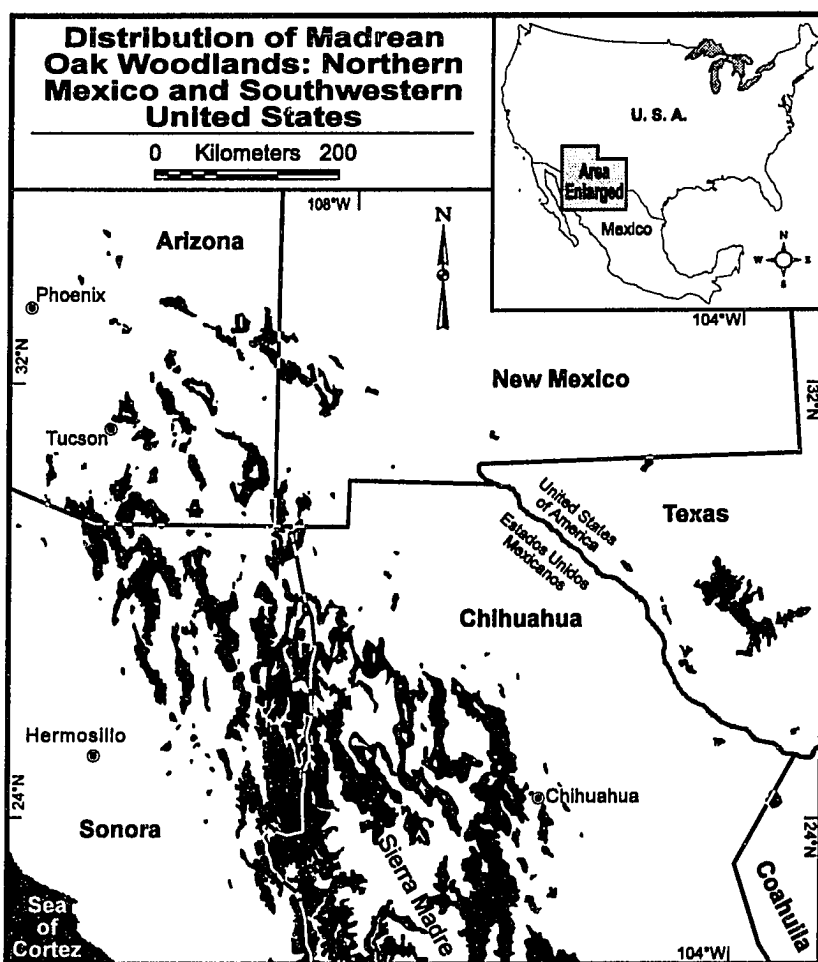 Distribution of Madrean
Oak Woodlands: Northern
Mexico and Southwestern
United States
0 Kilometers 200
U. S. A.
Area
Enlarged
Mexico
N
W E
S
108°W
N
104°W
Arizona
Phoenix
32°N
New Mexico
32°N
Tucson
United States
of America
Estados Unidos
Mexicanos
Texas
Chihuahua
Hermosillo
Chihuahua
24°N
24°N
Sonora
Sierra Madre
Coahuila
Sea
of
Cortez
104°W